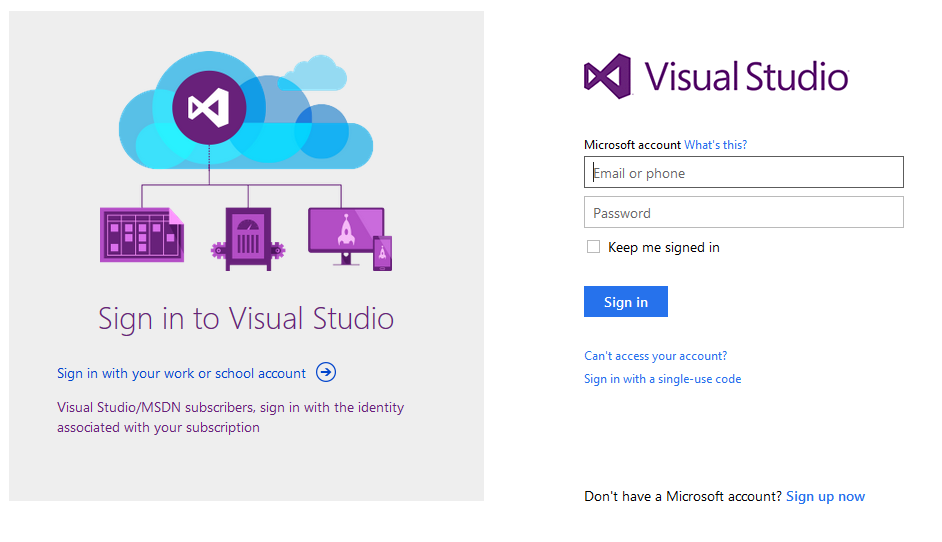 Sign in to Visual Studio
Sign in with your work or school account
Visual Studio/MSDN subscribers, sign in with the identity
associated with your subscription
Visual Studio
Microsoft account What's this?
Email or phone
Password
Keep me signed in
Sign in
Can't access your account?
Sign in with a single-use code
Don't have a Microsoft account? Sign up now